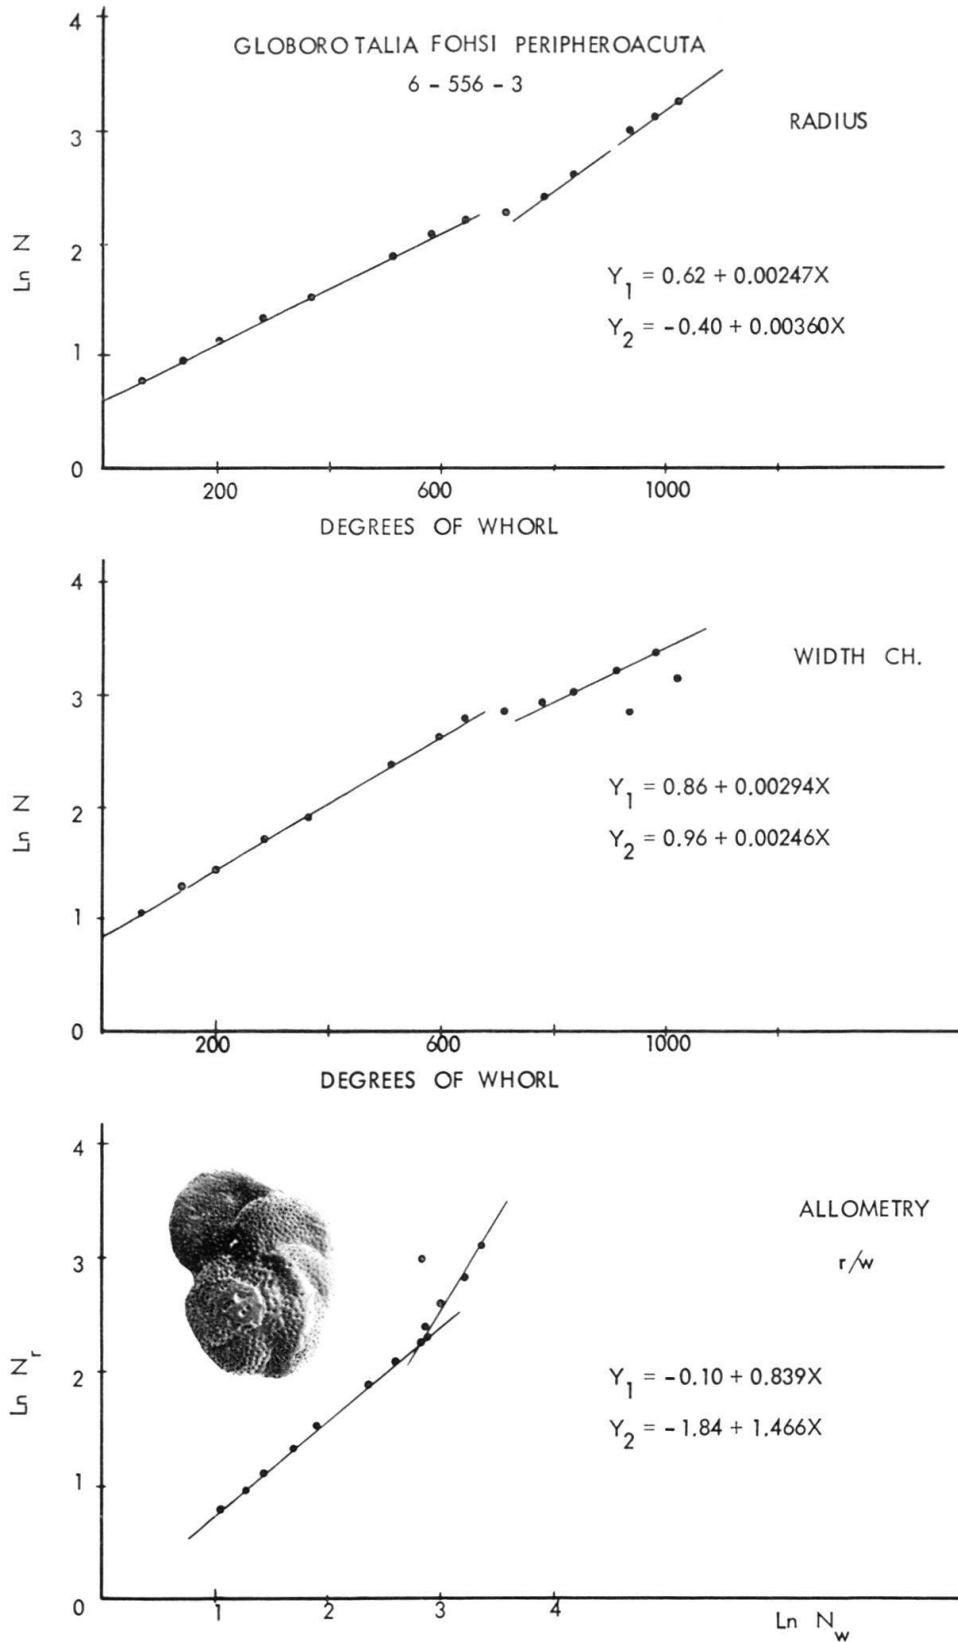 GLOBOROTALIA FOHSI PERIPHEROACUTA
6 - 556 - 3
RADIUS
4
3
2
1
0
Ln N
Y1 = 0.62 + 0.00247X
Y2 = -0.40 + 0.00360X
200 600 1000
DEGREES OF WHORL
WIDTH CH.
4
3
2
1
0
Ln N
Y1 = 0.86 + 0.00294X
Y2 = 0.96 + 0.00246X
200 600 1000
DEGREES OF WHORL
ALLOMETRY
r/w
4
3
2
1
0
Ln Nr
Y1 = -0.10 + 0.839X
Y2 = -1.84 + 1.466X
1 2 3 4
Ln Nw